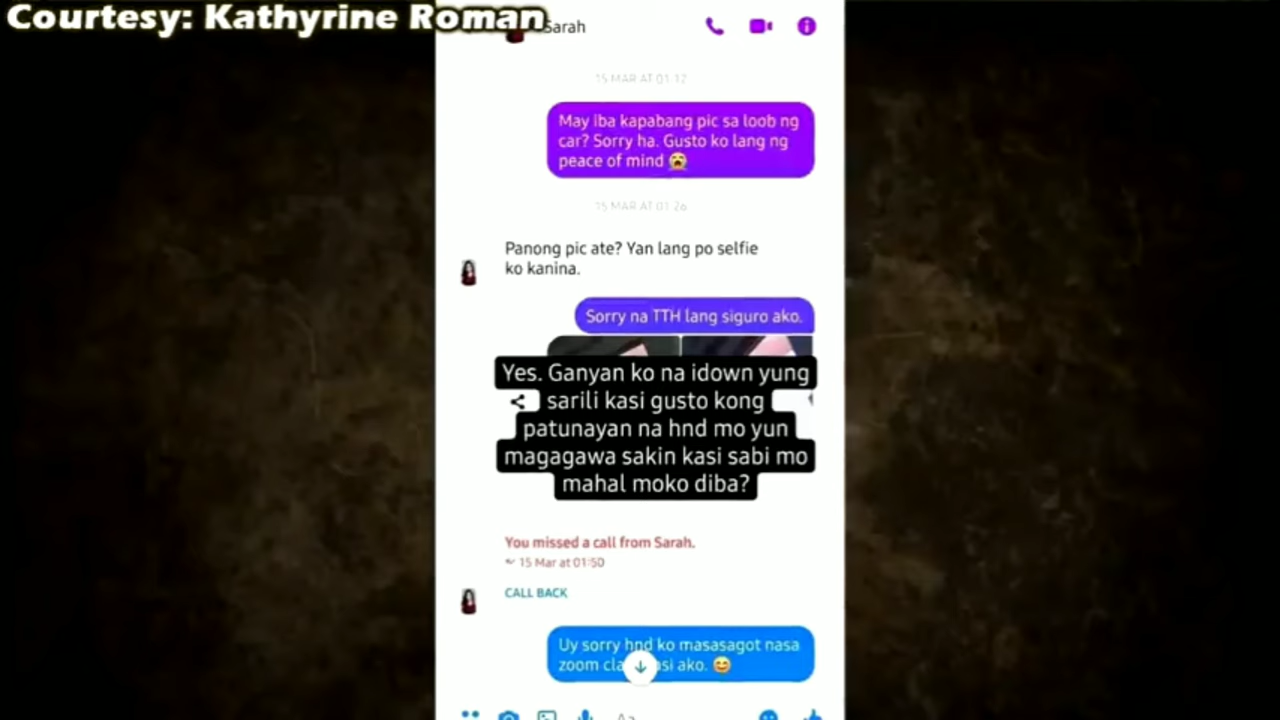 Courtesy: Kathyrine Roman
Sarah
15 MAR AT 01:12
May iba kapabang pic sa loob ng
car? Sorry ha. Gusto ko lang ng
peace of mind 😭
15 MAR AT 01:26
Panong pic ate? Yan lang po selfie
ko kanina.
Sorry na TTH lang siguro ako.
Yes. Ganyan ko na idown yung
sarili kasi gusto kong
patunayan na hnd mo yun
magagawa sakin kasi sabi mo
mahal moko diba?
You missed a call from Sarah.
15 Mar at 01:50
CALL BACK
Uy sorry hnd ko masasagot nasa
zoom ako. 😅
Aa